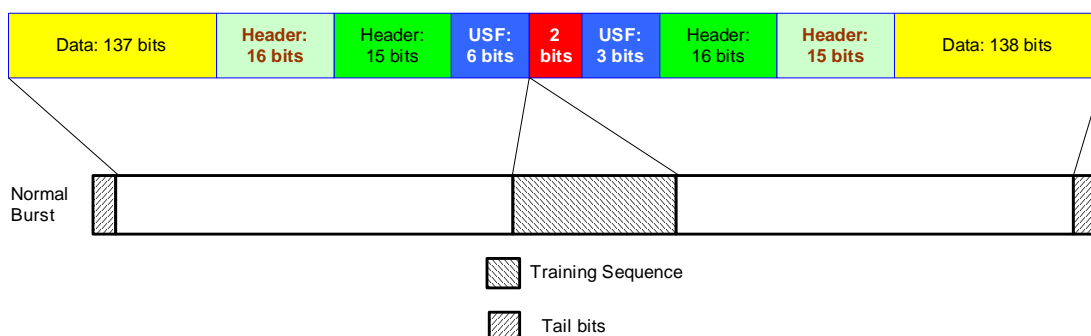 Data: 137 bits
Header:
16 bits
Header:
15 bits
USF:
6 bits
2
bits
USF:
3 bits
Header:
16 bits
Header:
15 bits
Data: 138 bits
Normal
Burst
Training Sequence
Tail bits